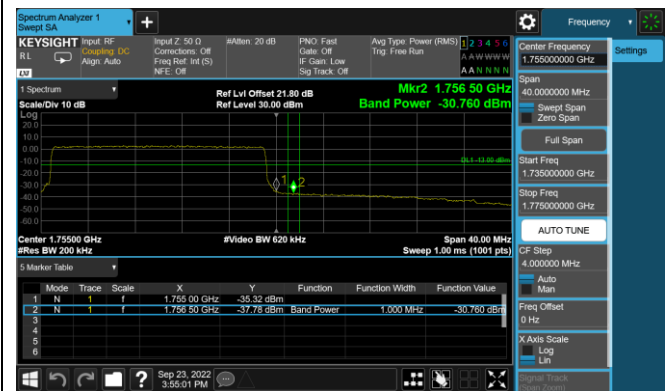 Spectrum Analyzer 1
Swept SA
+
Frequency
KEYSIGHT
RL
LXI
Input: RF
Coupling: DC
Align: Auto
Input Z: 50 Ω
Corrections: Off
Freq Ref: Int (S)
NFE: Off
#Atten: 20 dB
PNO: Fast
Gate: Off
IF Gain: Low
Sig Track: Off
Avg Type: Power (RMS)
Trig: Free Run
1 2 3 4 5 6
A W W W W W
A A N N N N
1 Spectrum
Scale/Div 10 dB
Log
Ref Lvl Offset 21.80 dB
Ref Level 30.00 dBm
Mkr2 1.756 50 GHz
Band Power -30.760 dBm
20.0
10.0
0.00
-10.0
-20.0
-30.0
-40.0
-50.0
-60.0
DL1 -13.00 dBm
1
2
Center 1.75500 GHz
#Res BW 200 kHz
#Video BW 620 kHz
Span 40.00 MHz
Sweep 1.00 ms (1001 pts)
5 Marker Table
Mode Trace Scale X Y Function Function Width Function Value
1 N 1 f 1.755 00 GHz -35.32 dBm
2 N 1 f 1.756 50 GHz -37.78 dBm Band Power 1.000 MHz -30.760 dBm
3
4
5
6
Sep 23, 2022
3:55:01 PM
?
Center Frequency
1.755000000 GHz
Settings
Span
40.0000000 MHz
Swept Span
Zero Span
Full Span
Start Freq
1.735000000 GHz
Stop Freq
1.775000000 GHz
AUTO TUNE
CF Step
4.000000 MHz
Auto
Man
Freq Offset
0 Hz
X Axis Scale
Log
Lin
Signal Track
(Span Zoom)